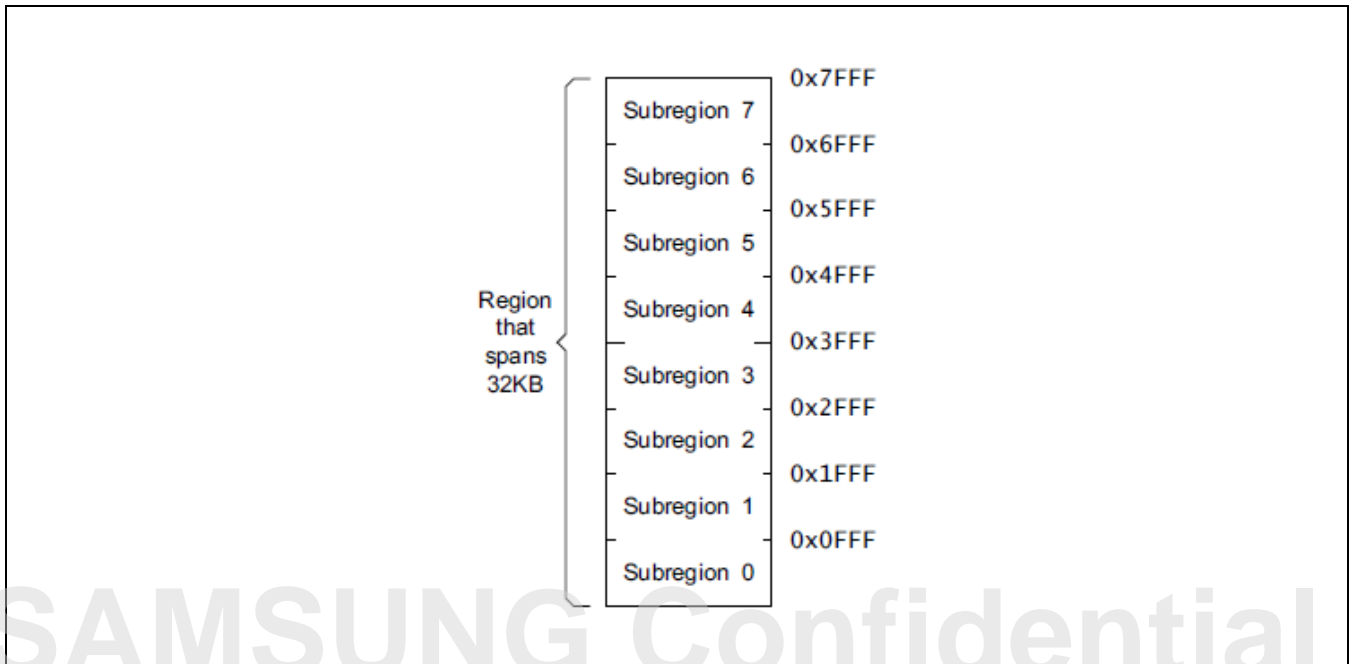 0x7FFF
Subregion 7
0x6FFF
Subregion 6
0x5FFF
Subregion 5
0x4FFF
Subregion 4
Region
that
spans
32KB
0x3FFF
Subregion 3
0x2FFF
Subregion 2
0x1FFF
Subregion 1
0x0FFF
Subregion 0
SAMSUNG Confidential